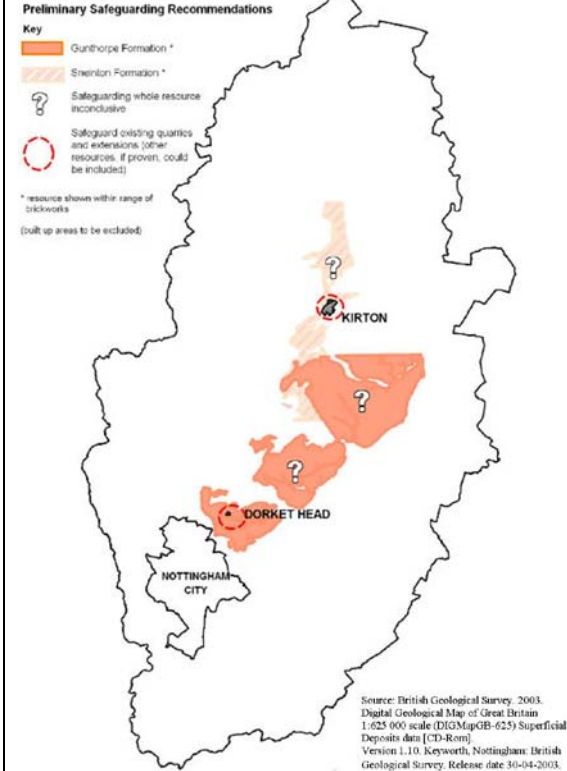 Preliminary Safeguarding Recommendations
Key
Gunthorpe Formation *
Sneinton Formation *
?
Safeguarding whole resource
inconclusive
Safeguard existing quarries
and extensions (other
resources, if proven, could
be included)
* resource shown within range of
brickworks
(built up areas to be excluded)
?
KIRTON
?
?
DORKET HEAD
NOTTINGHAM
CITY
Source: British Geological Survey. 2003.
Digital Geological Map of Great Britain
1:625 000 scale (DIGMapGB-625) Superficial
Deposits data [CD-Rom].
Version 1.10. Keyworth, Nottingham: British
Geological Survey. Release date 30-04-2003.